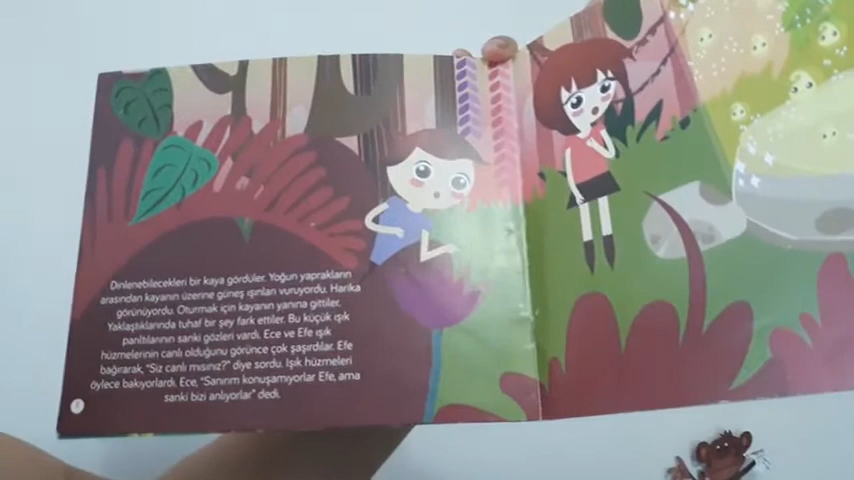 Dinlenebilecekleri bir kaya gördüler. Yoğun yaprakların
arasından kayanın üzerine güneş ışınları vuruyordu. Harika
görünüyordu. Oturmak için kayanın yanına gittiler.
Yaklaştıklarında tuhaf bir şey fark ettiler. Bu küçük ışık
parıltılarının sanki gözleri vardı. Ece ve Efe ışık
hüzmelerinin canlı olduğunu görünce çok şaşırdılar. Efe
bağırarak, "Siz canlı mısınız?" diye sordu. Işık hüzmeleri
öylece bakıyorlardı. Ece, "Sanırım konuşamıyorlar Efe, ama
sanki bizi anlıyorlar" dedi.